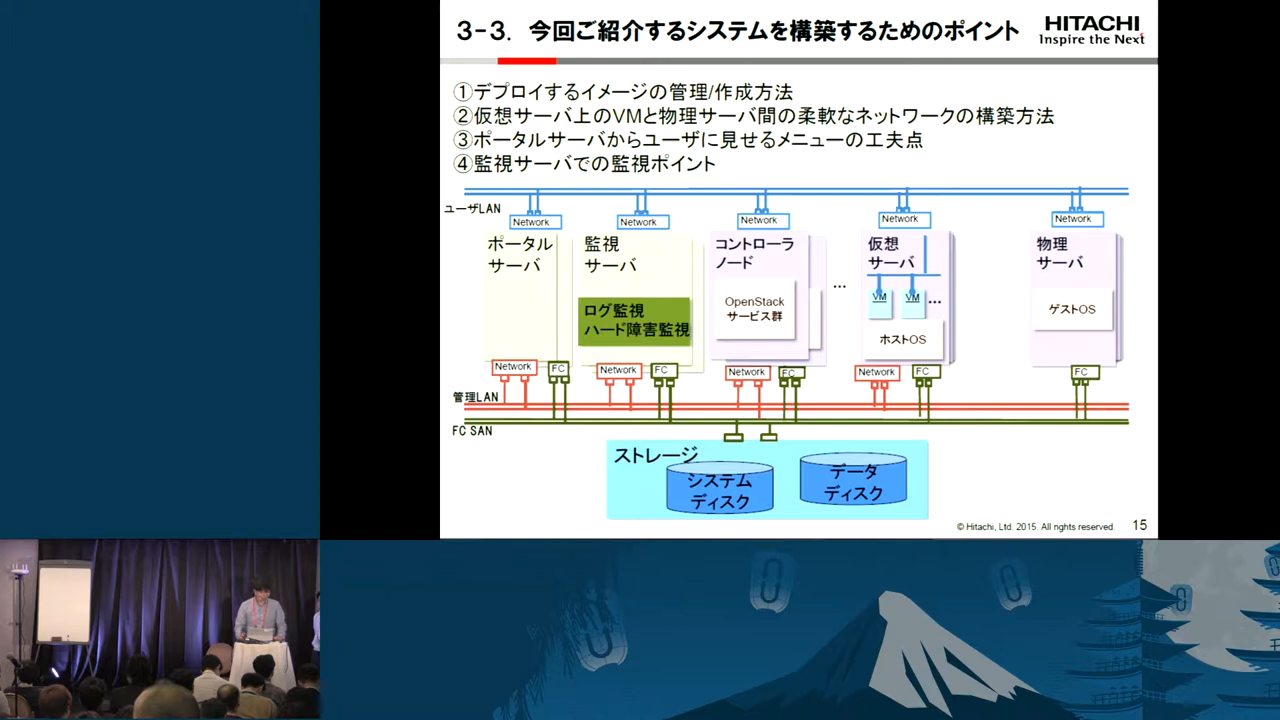 3-3. 今回ご紹介するシステムを構築するためのポイント
HITACHI
Inspire the Next
①デプロイするイメージの管理/作成方法
②仮想サーバ上のVMと物理サーバ間の柔軟なネットワークの構築方法
③ポータルサーバからユーザに見せるメニューの工夫点
④監視サーバでの監視ポイント
ユーザLAN
Network
Network
Network
Network
Network
ポータル
サーバ
監視
サーバ
ログ監視
ハード障害監視
コントローラ
ノード
OpenStack
サービス群
...
仮想
サーバ
VM
VM
...
ホストOS
物理
サーバ
ゲストOS
Network
FC
Network
FC
Network
FC
Network
FC
FC
管理LAN
FC SAN
ストレージ
システム
ディスク
データ
ディスク
© Hitachi, Ltd. 2015. All rights reserved.
15